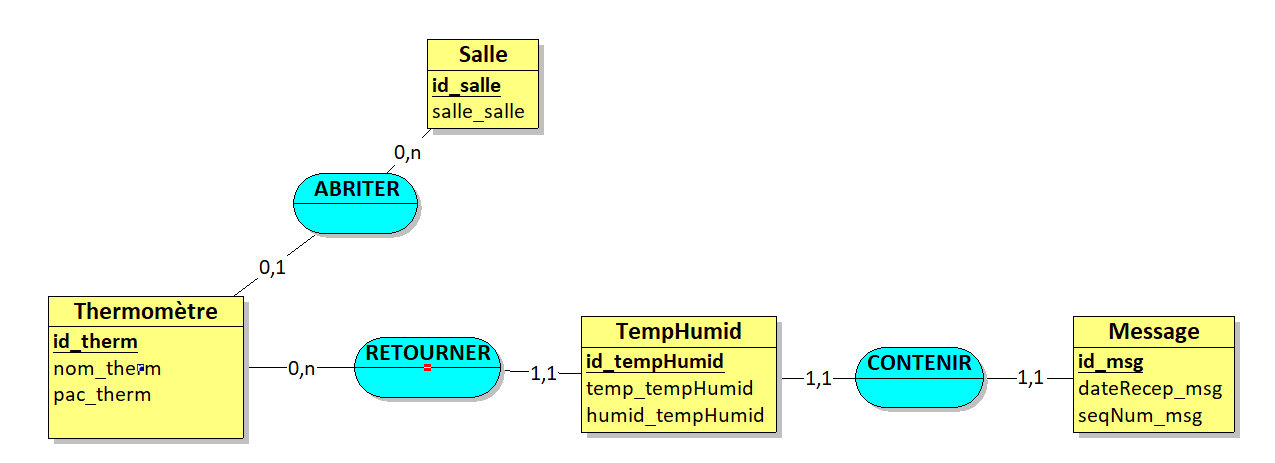 Salle
id_salle
salle_salle
0,n
ABRITER
0,1
Thermomètre
id_therm
nom_therm
pac_therm
0,n
RETOURNER
1,1
TempHumid
id_tempHumid
temp_tempHumid
humid_tempHumid
1,1
CONTENIR
1,1
Message
id_msg
dateRecep_msg
seqNum_msg